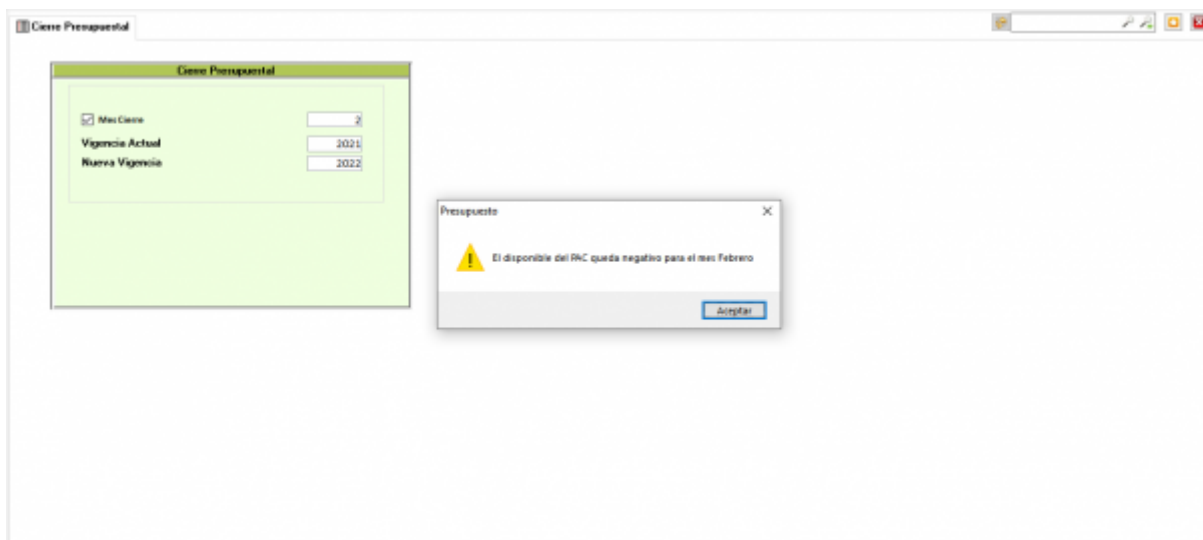 Cierre Presupuestal
Cierre Presupuestal
Mes Cierre 2
Vigencia Actual 2021
Nueva Vigencia 2022
Presupuesto
El disponible del PAC queda negativo para el mes Febrero
Aceptar